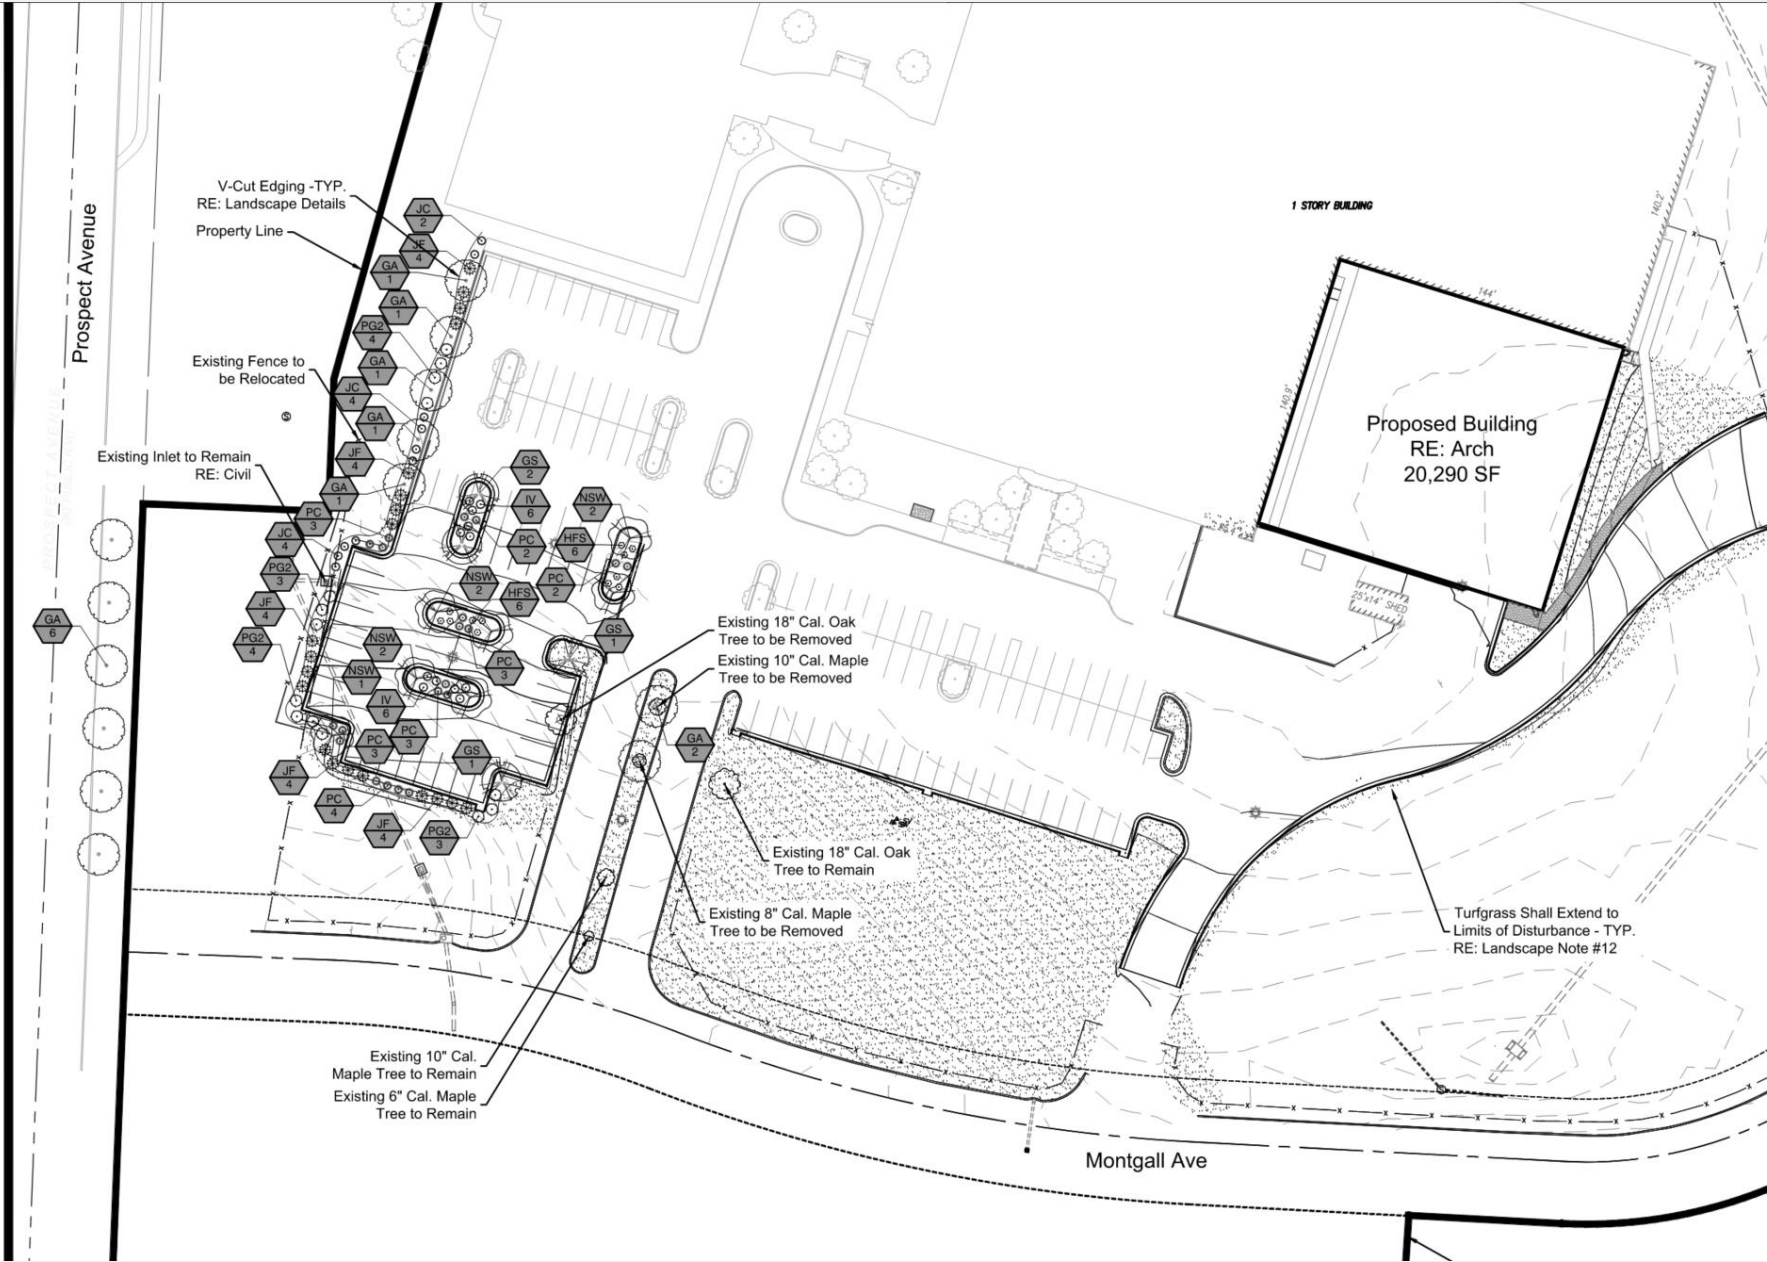 Prospect Avenue
V-Cut Edging -TYP.
RE: Landscape Details
Property Line
Existing Fence to
be Relocated
Existing Inlet to Remain
RE: Civil
JC
2
JF
4
GA
1
GA
1
PG2
4
GA
1
JC
4
GA
1
JF
4
GA
1
PC
3
JC
4
PG2
3
JF
4
PG2
4
GA
6
GS
2
IV
6
NSW
2
PC
2
HFS
6
NSW
2
PC
2
HFS
6
GS
1
NSW
2
PC
3
NSW
1
IV
6
PC
3
PC
3
GS
1
JF
4
PC
4
JF
4
PG2
3
GA
2
Existing 18" Cal. Oak
Tree to be Removed
Existing 10" Cal. Maple
Tree to be Removed
Existing 18" Cal. Oak
Tree to Remain
Existing 8" Cal. Maple
Tree to be Removed
Existing 10" Cal.
Maple Tree to Remain
Existing 6" Cal. Maple
Tree to Remain
1 STORY BUILDING
140.2'
144'
140.9'
Proposed Building
RE: Arch
20,290 SF
25'x14' SHED
Turfgrass Shall Extend to
Limits of Disturbance - TYP.
RE: Landscape Note #12
Montgall Ave